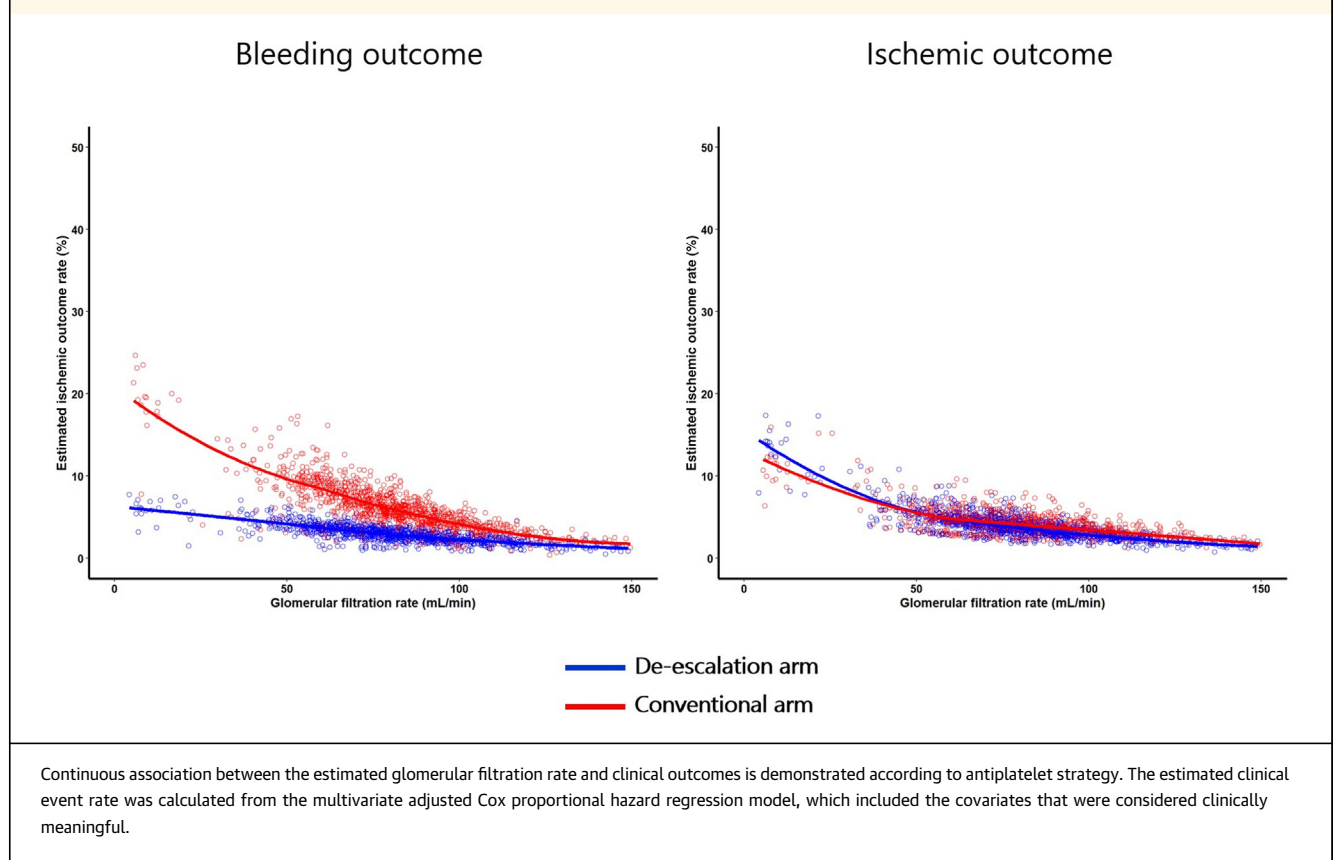 Bleeding outcome
Ischemic outcome
Estimated ischemic outcome rate (%)
50
40
30
20
10
0
0
50
100
150
Glomerular filtration rate (mL/min)
Estimated ischemic outcome rate (%)
50
40
30
20
10
0
0
50
100
150
Glomerular filtration rate (mL/min)
De-escalation arm
Conventional arm
Continuous association between the estimated glomerular filtration rate and clinical outcomes is demonstrated according to antiplatelet strategy. The estimated clinical
event rate was calculated from the multivariate adjusted Cox proportional hazard regression model, which included the covariates that were considered clinically
meaningful.